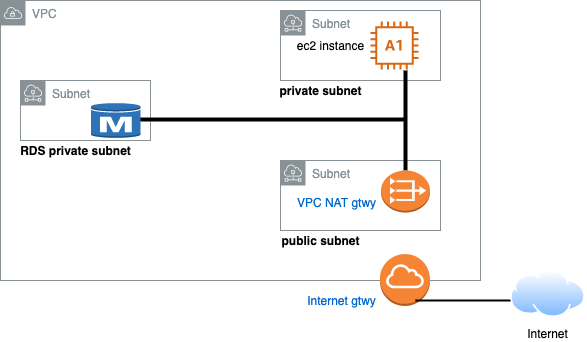 VPC
Subnet
ec2 instance
A1
private subnet
Subnet
M
RDS private subnet
Subnet
VPC NAT gtwy
public subnet
Internet gtwy
Internet